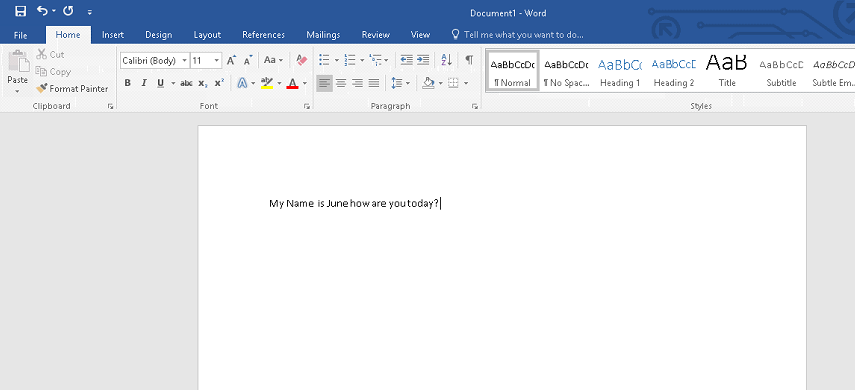 Document1 - Word
File Home Insert Design Layout References Mailings Review View Tell me what you want to do...
Paste Cut
Copy
Format Painter
Calibri (Body) 11 Aa
B I U abc x₂ x² A ab A
AaBbCcDc AaBbCcDc AaBbCc AaBbCcD AaB AaBbCcD AaBbCcD
¶ Normal ¶ No Spac... Heading 1 Heading 2 Title Subtitle Subtle Em...
Clipboard Font Paragraph Styles
My Name is June how are you today?